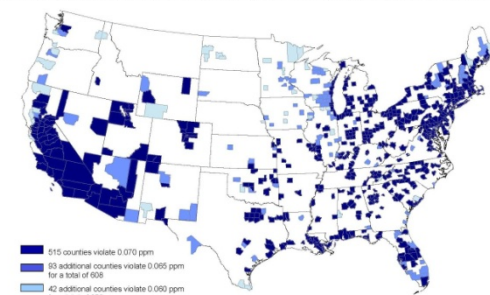 515 counties violate 0.070 ppm
93 additional counties violate 0.065 ppm
for a total of 608
42 additional counties violate 0.060 ppm